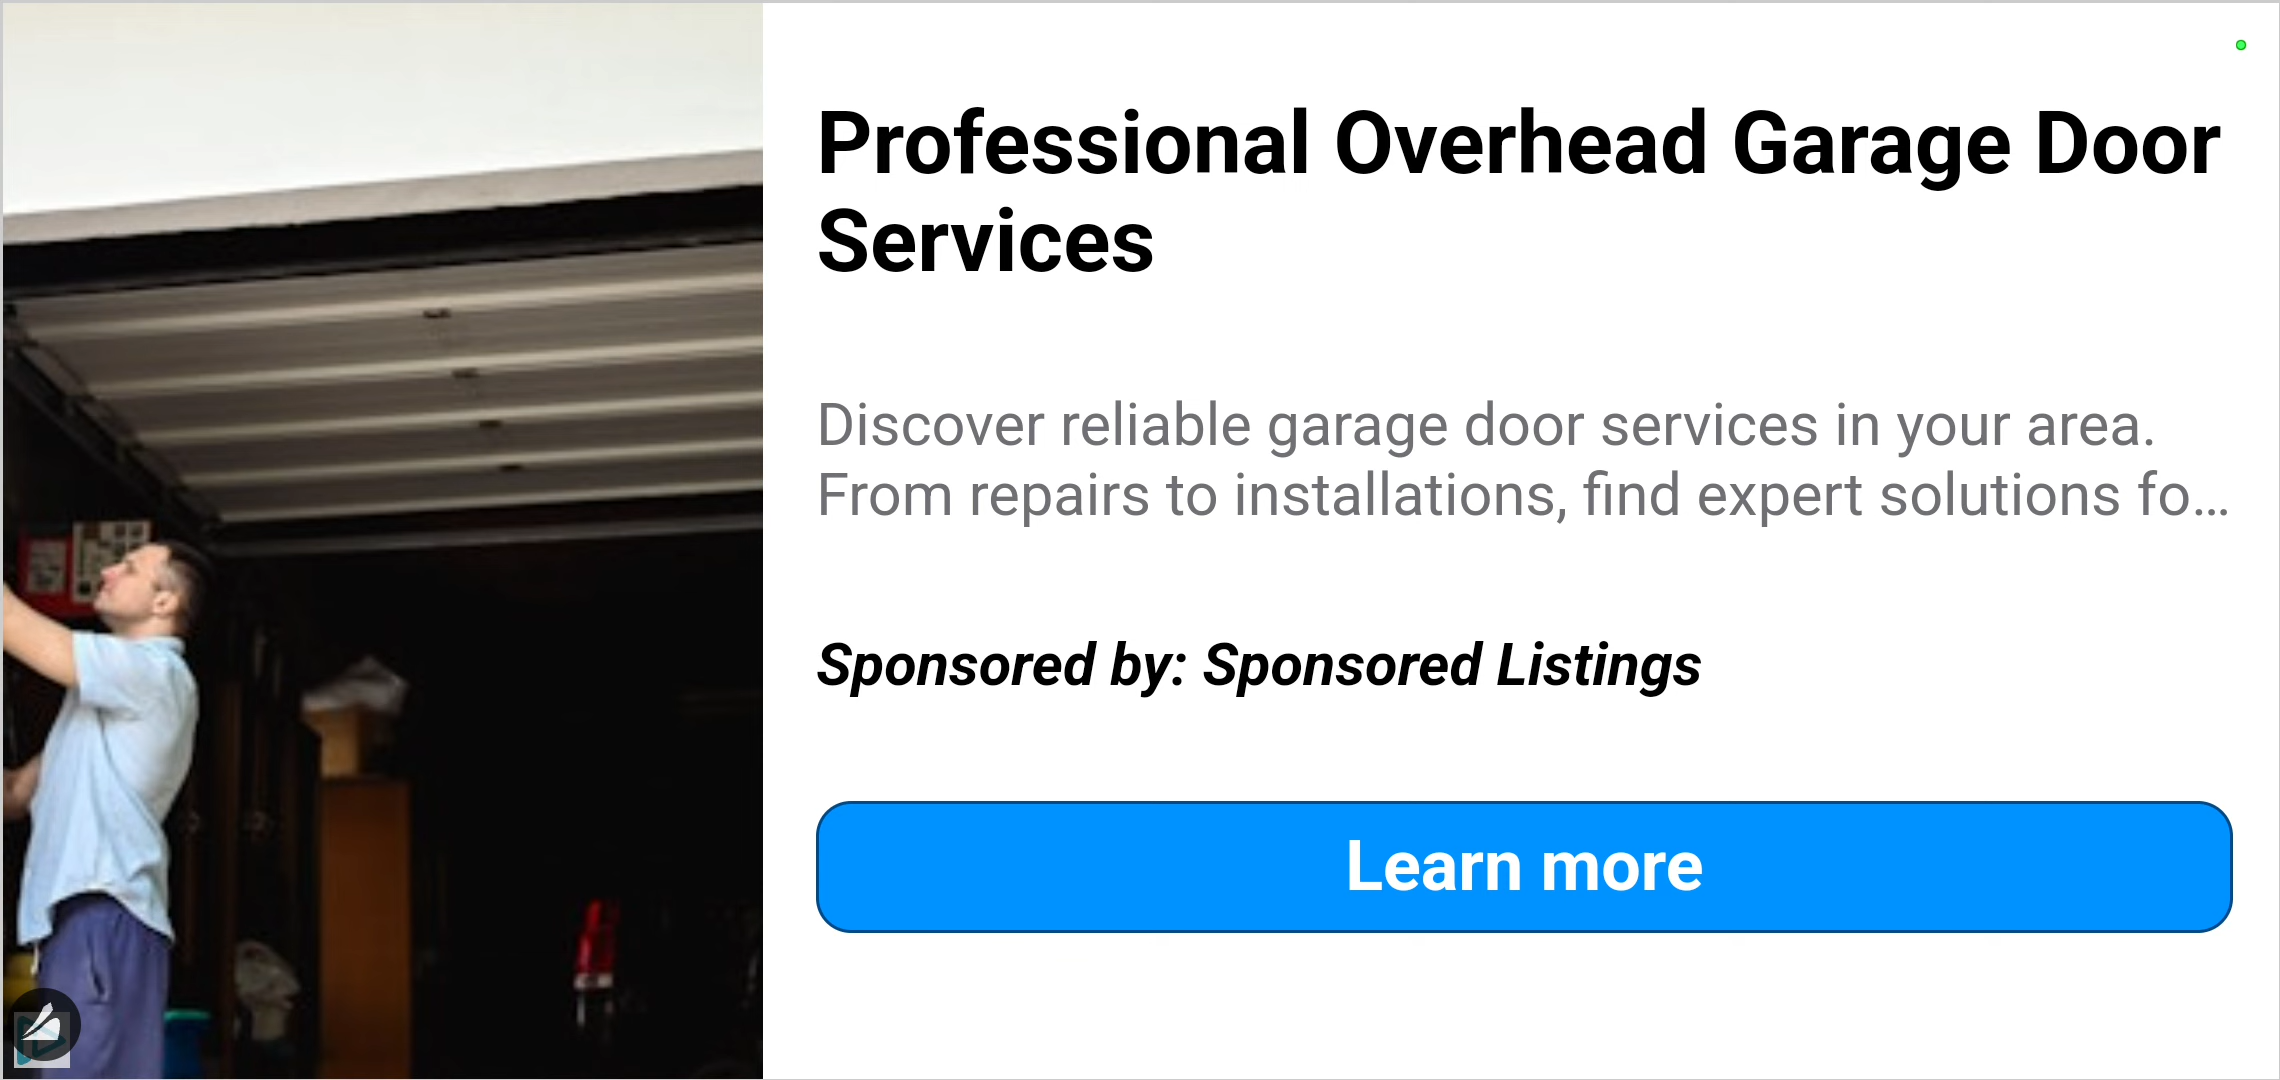 Professional Overhead Garage Door
Services
Discover reliable garage door services in your area.
From repairs to installations, find expert solutions fo...
Sponsored by: Sponsored Listings
Learn more